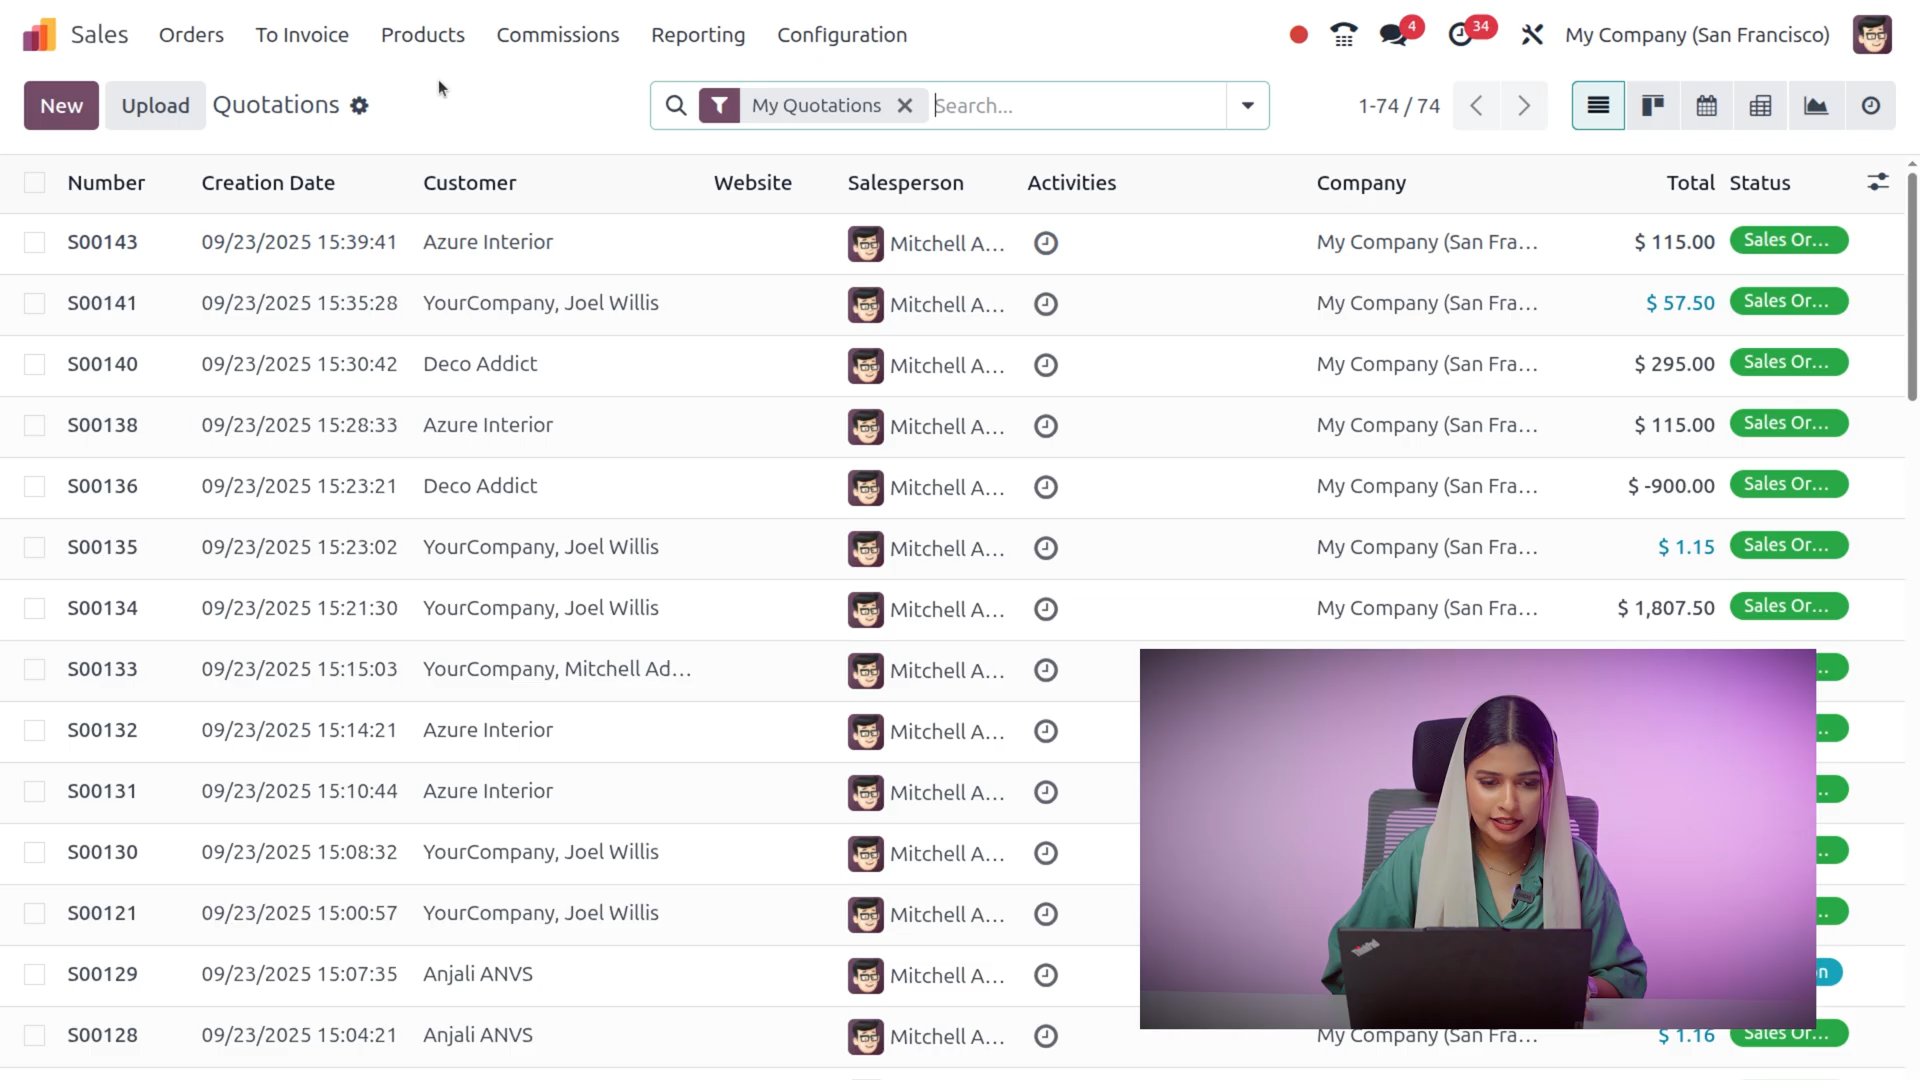 Sales Orders To Invoice Products Commissions Reporting Configuration 4 34 My Company (San Francisco)
New Upload Quotations My Quotations Search... 1-74 / 74
Number Creation Date Customer Website Salesperson Activities Company Total Status
S00143 09/23/2025 15:39:41 Azure Interior Mitchell A... My Company (San Fra... $ 115.00 Sales Or...
S00141 09/23/2025 15:35:28 YourCompany, Joel Willis Mitchell A... My Company (San Fra... $ 57.50 Sales Or...
S00140 09/23/2025 15:30:42 Deco Addict Mitchell A... My Company (San Fra... $ 295.00 Sales Or...
S00138 09/23/2025 15:28:33 Azure Interior Mitchell A... My Company (San Fra... $ 115.00 Sales Or...
S00136 09/23/2025 15:23:21 Deco Addict Mitchell A... My Company (San Fra... $ -900.00 Sales Or...
S00135 09/23/2025 15:23:02 YourCompany, Joel Willis Mitchell A... My Company (San Fra... $ 1.15 Sales Or...
S00134 09/23/2025 15:21:30 YourCompany, Joel Willis Mitchell A... My Company (San Fra... $ 1,807.50 Sales Or...
S00133 09/23/2025 15:15:03 YourCompany, Mitchell Ad... Mitchell A... ..
S00132 09/23/2025 15:14:21 Azure Interior Mitchell A... ..
S00131 09/23/2025 15:10:44 Azure Interior Mitchell A... ..
S00130 09/23/2025 15:08:32 YourCompany, Joel Willis Mitchell A... ..
S00121 09/23/2025 15:00:57 YourCompany, Joel Willis Mitchell A... ..
S00129 09/23/2025 15:07:35 Anjali ANVS Mitchell A... n
S00128 09/23/2025 15:04:21 Anjali ANVS Mitchell A... My Company (San Fra... $ 1.16 Sales Or...